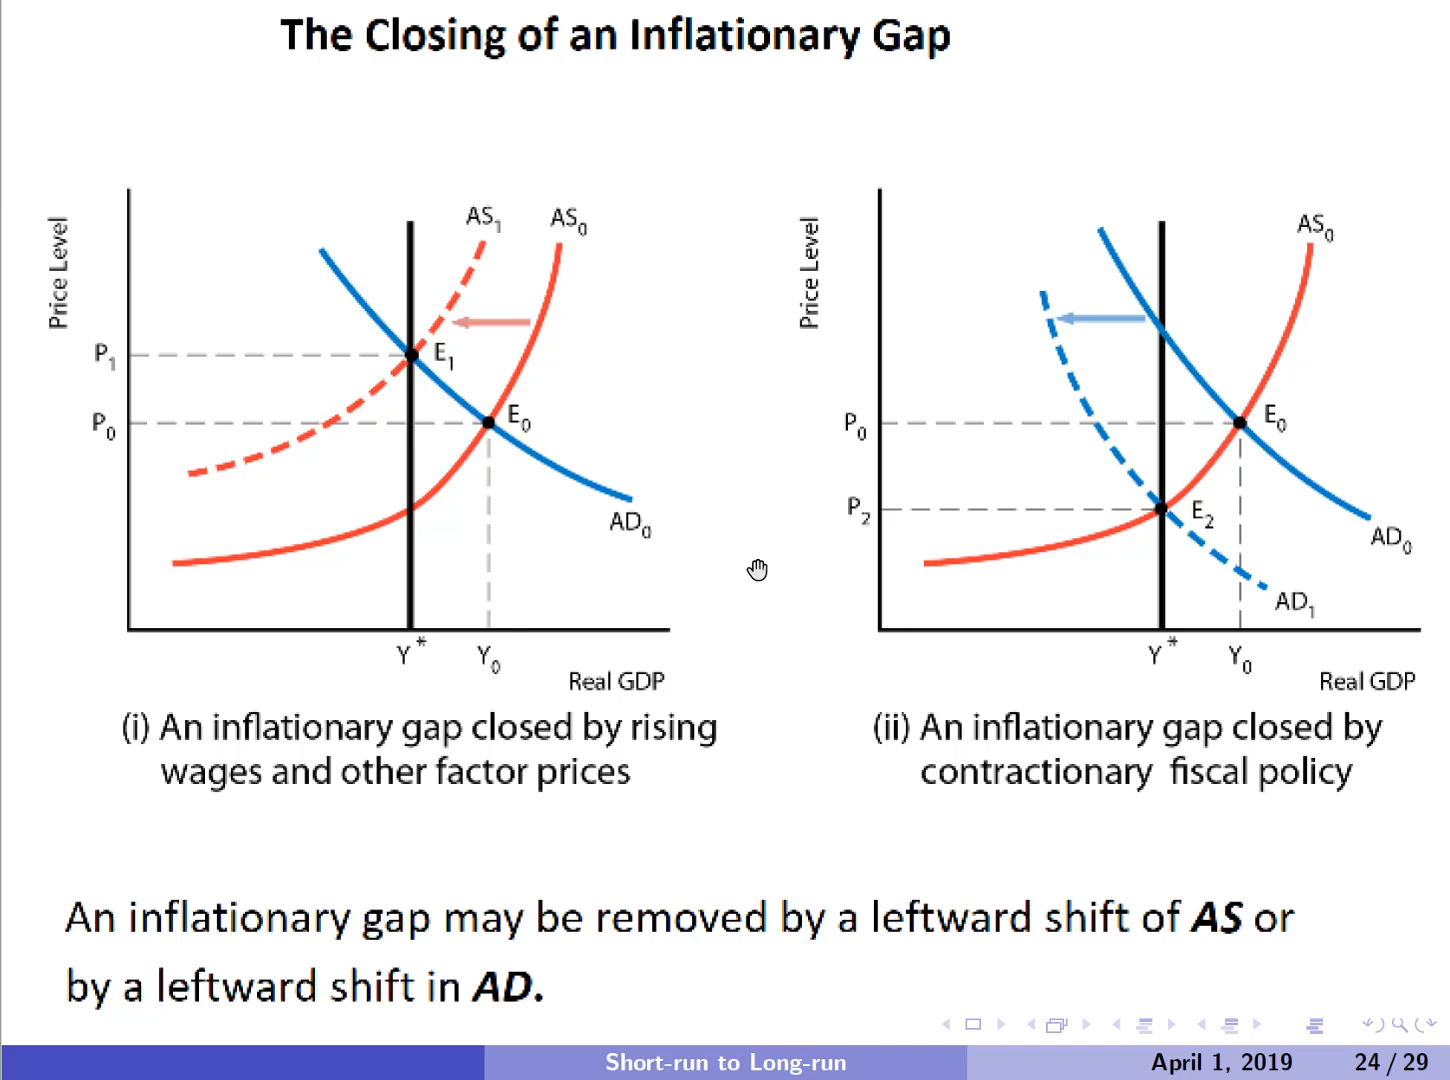 The Closing of an Inflationary Gap
Price Level
AS₁
AS₀
P₁
E₁
P₀
E₀
AD₀
Y*
Y₀
Real GDP
(i) An inflationary gap closed by rising
wages and other factor prices
Price Level
AS₀
P₀
E₀
P₂
E₂
AD₀
AD₁
Y*
Y₀
Real GDP
(ii) An inflationary gap closed by
contractionary fiscal policy
An inflationary gap may be removed by a leftward shift of AS or
by a leftward shift in AD.
Short-run to Long-run
April 1, 2019
24 / 29